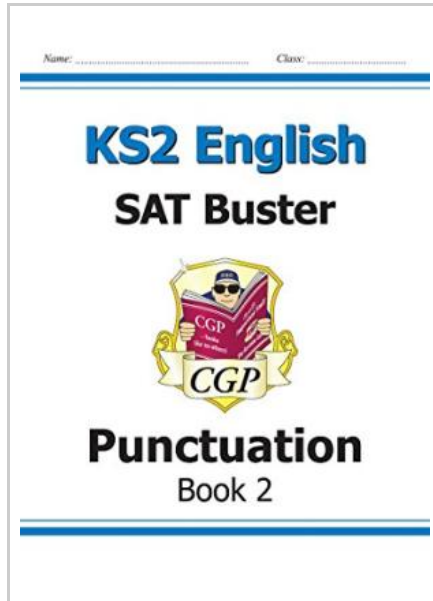 Name: ........................................ Class: ..............................
KS2 English
SAT Buster
CGP
CGP
Punctuation
Book 2